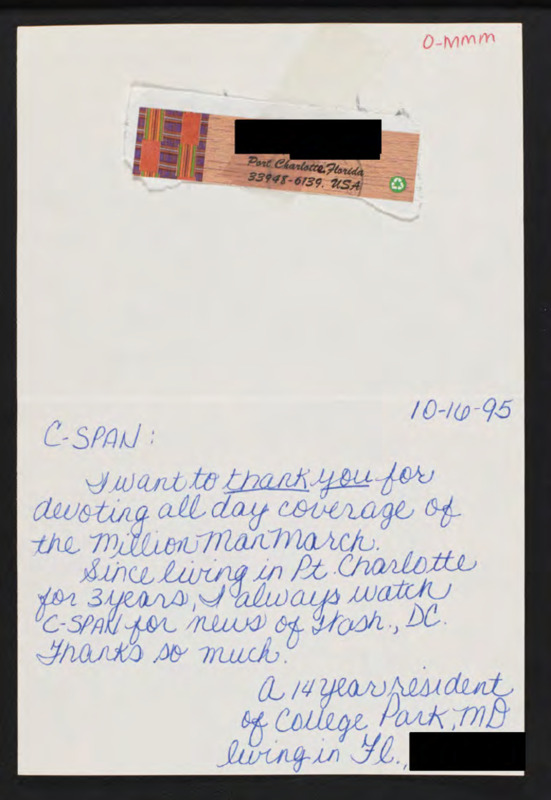 O-MMM
Port Charlotte, Florida
33948-6139, USA
10-16-95
C-SPAN:
I want to thank you for
devoting all day coverage of
the Million Man March.
Since living in Pt. Charlotte
for 3 years, I always watch
C-SPAN for news of Wash., DC.
Thanks so much.
A 14 year resident
of College Park, MD
living in Fl.,